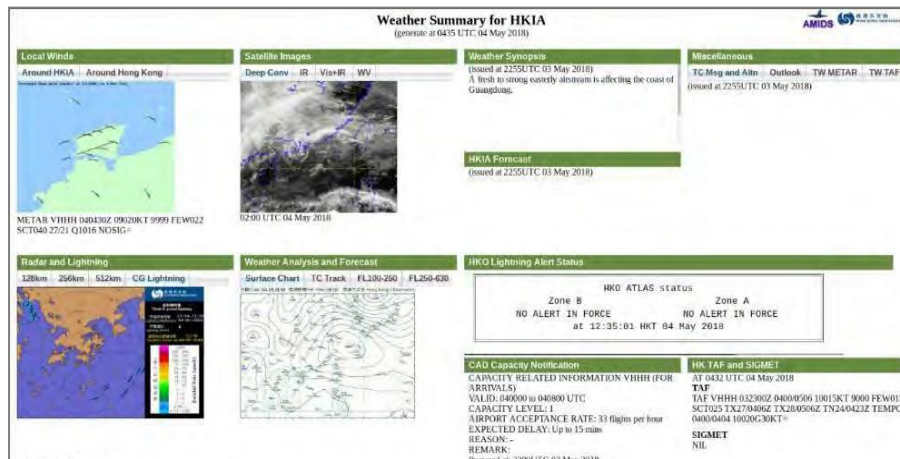 Weather Summary for HKIA
(generate at 0435 UTC 04 May 2018)
AMIDS
Local Winds
Around HKIA Around Hong Kong
METAR VHHH 040430Z 09020KT 9999 FEW022
SCT040 27/21 Q1016 NOSIG=
Satellite Images
Deep Conv IR Vis+IR WV
02:00 UTC 04 May 2018
Weather Synopsis
(issued at 2255UTC 03 May 2018)
A fresh to strong easterly airstream is affecting the coast of
Guangdong.
HKIA Forecast
(issued at 2255UTC 03 May 2018)
Miscellaneous
TC Msg and Altn Outlook TW METAR TW TAF
(issued at 2255UTC 03 May 2018)
Radar and Lightning
128km 256km 512km CG Lightning
Weather Analysis and Forecast
Surface Chart TC Track FL100-250 FL250-630
HKO Lightning Alert Status
HKO ATLAS status
Zone B Zone A
NO ALERT IN FORCE NO ALERT IN FORCE
at 12:35:01 HKT 04 May 2018
CAD Capacity Notification
CAPACITY RELATED INFORMATION VHHH (FOR
ARRIVALS)
VALID: 040000 to 040800 UTC
CAPACITY LEVEL: 1
AIRPORT ACCEPTANCE RATE: 33 flights per hour
EXPECTED DELAY: Up to 15 mins
REASON: -
REMARK:
HK TAF and SIGMET
AT 0432 UTC 04 May 2018
TAF
TAF VHHH 032300Z 0400/0506 10015KT 9000 FEW01
SCT025 TX27/0406Z TX28/0506Z TN24/0423Z TEMPO
0400/0404 10020G30KT=
SIGMET
NIL